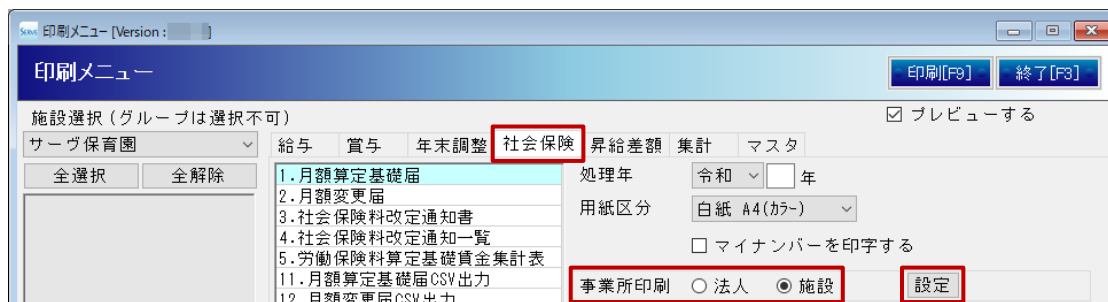 SERVE 印刷メニュー [Version : ]
印刷メニュー
印刷[F9]
終了[F3]
施設選択(グループは選択不可)
プレビューする
サーヴ保育園
給与 賞与 年末調整 社会保険 昇給差額 集計 マスタ
全選択
全解除
1.月額算定基礎届
2.月額変更届
3.社会保険料改定通知書
4.社会保険料改定通知一覧
5.労働保険料算定基礎賃金集計表
11.月額算定基礎届CSV出力
12.月額変更届CSV出力
処理年 令和 年
用紙区分 白紙 A4(カラー)
マイナンバーを印字する
事業所印刷 法人 施設
設定